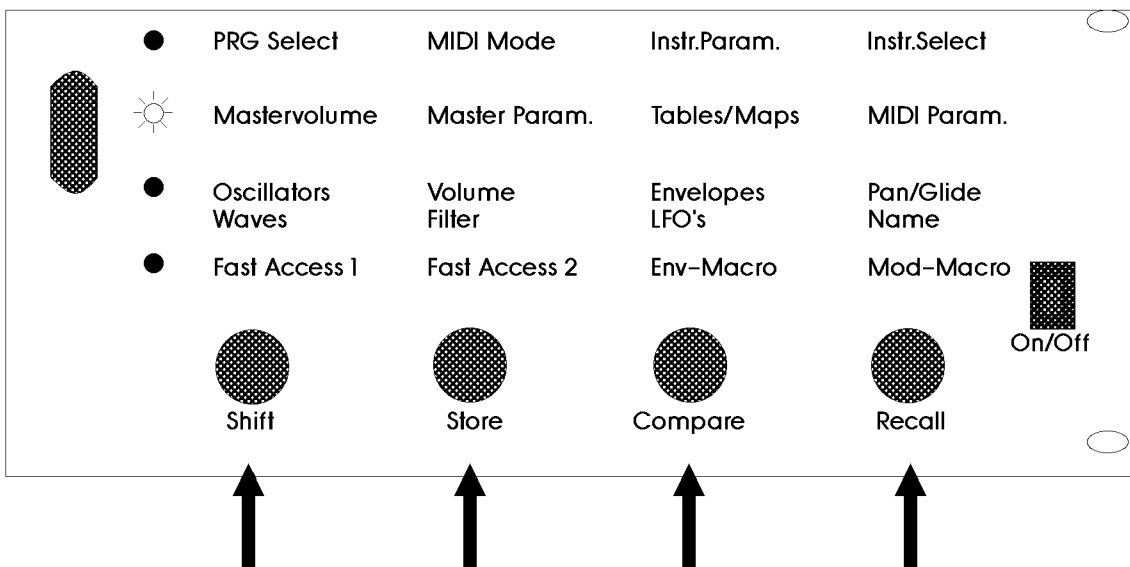 PRG Select MIDI Mode Instr.Param. Instr.Select
Mastervolume Master Param. Tables/Maps MIDI Param.
Oscillators Volume Envelopes Pan/Glide
Waves Filter LFO's Name
Fast Access 1 Fast Access 2 Env-Macro Mod-Macro
On/Off
Shift Store Compare Recall